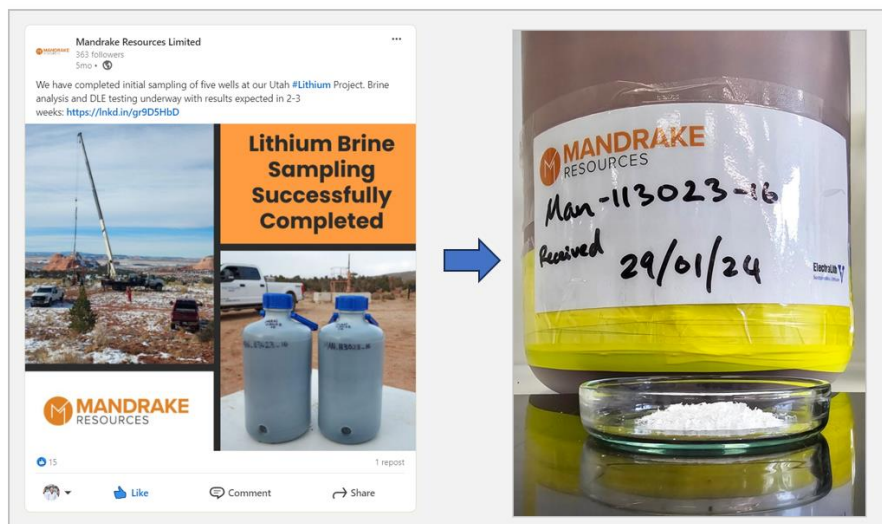 Mandrake Resources Limited
363 followers
5mo •
We have completed initial sampling of five wells at our Utah #Lithium Project. Brine
analysis and DLE testing underway with results expected in 2-3
weeks: https://lnkd.in/gr9D5HbD
Lithium Brine
Sampling
Successfully
Completed
MANDRAKE
RESOURCES
15
1 repost
Like
Comment
Share
MANDRAKE
RESOURCES
Man-113023-16
Received
29/01/24